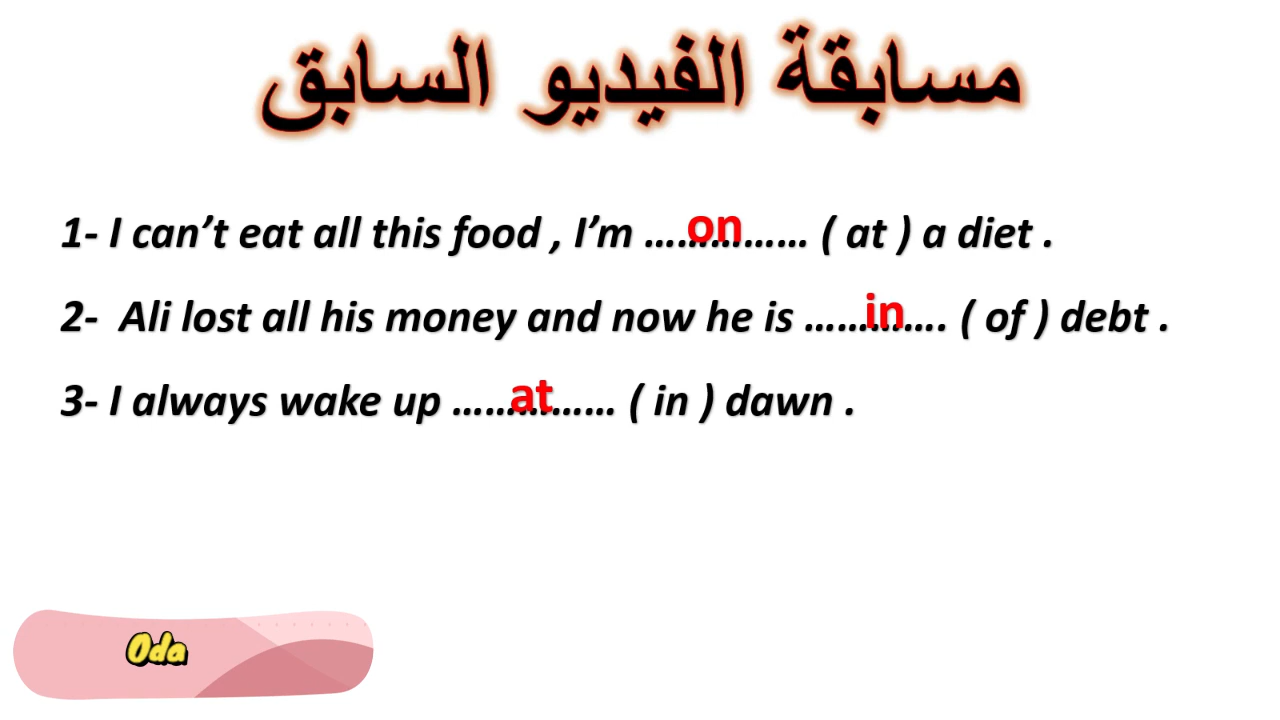 مسابقة الفيديو السابق
1- I can’t eat all this food , I’m ......on......... ( at ) a diet .
2- Ali lost all his money and now he is ......in....... ( of ) debt .
3- I always wake up ......at......... ( in ) dawn .
Oda